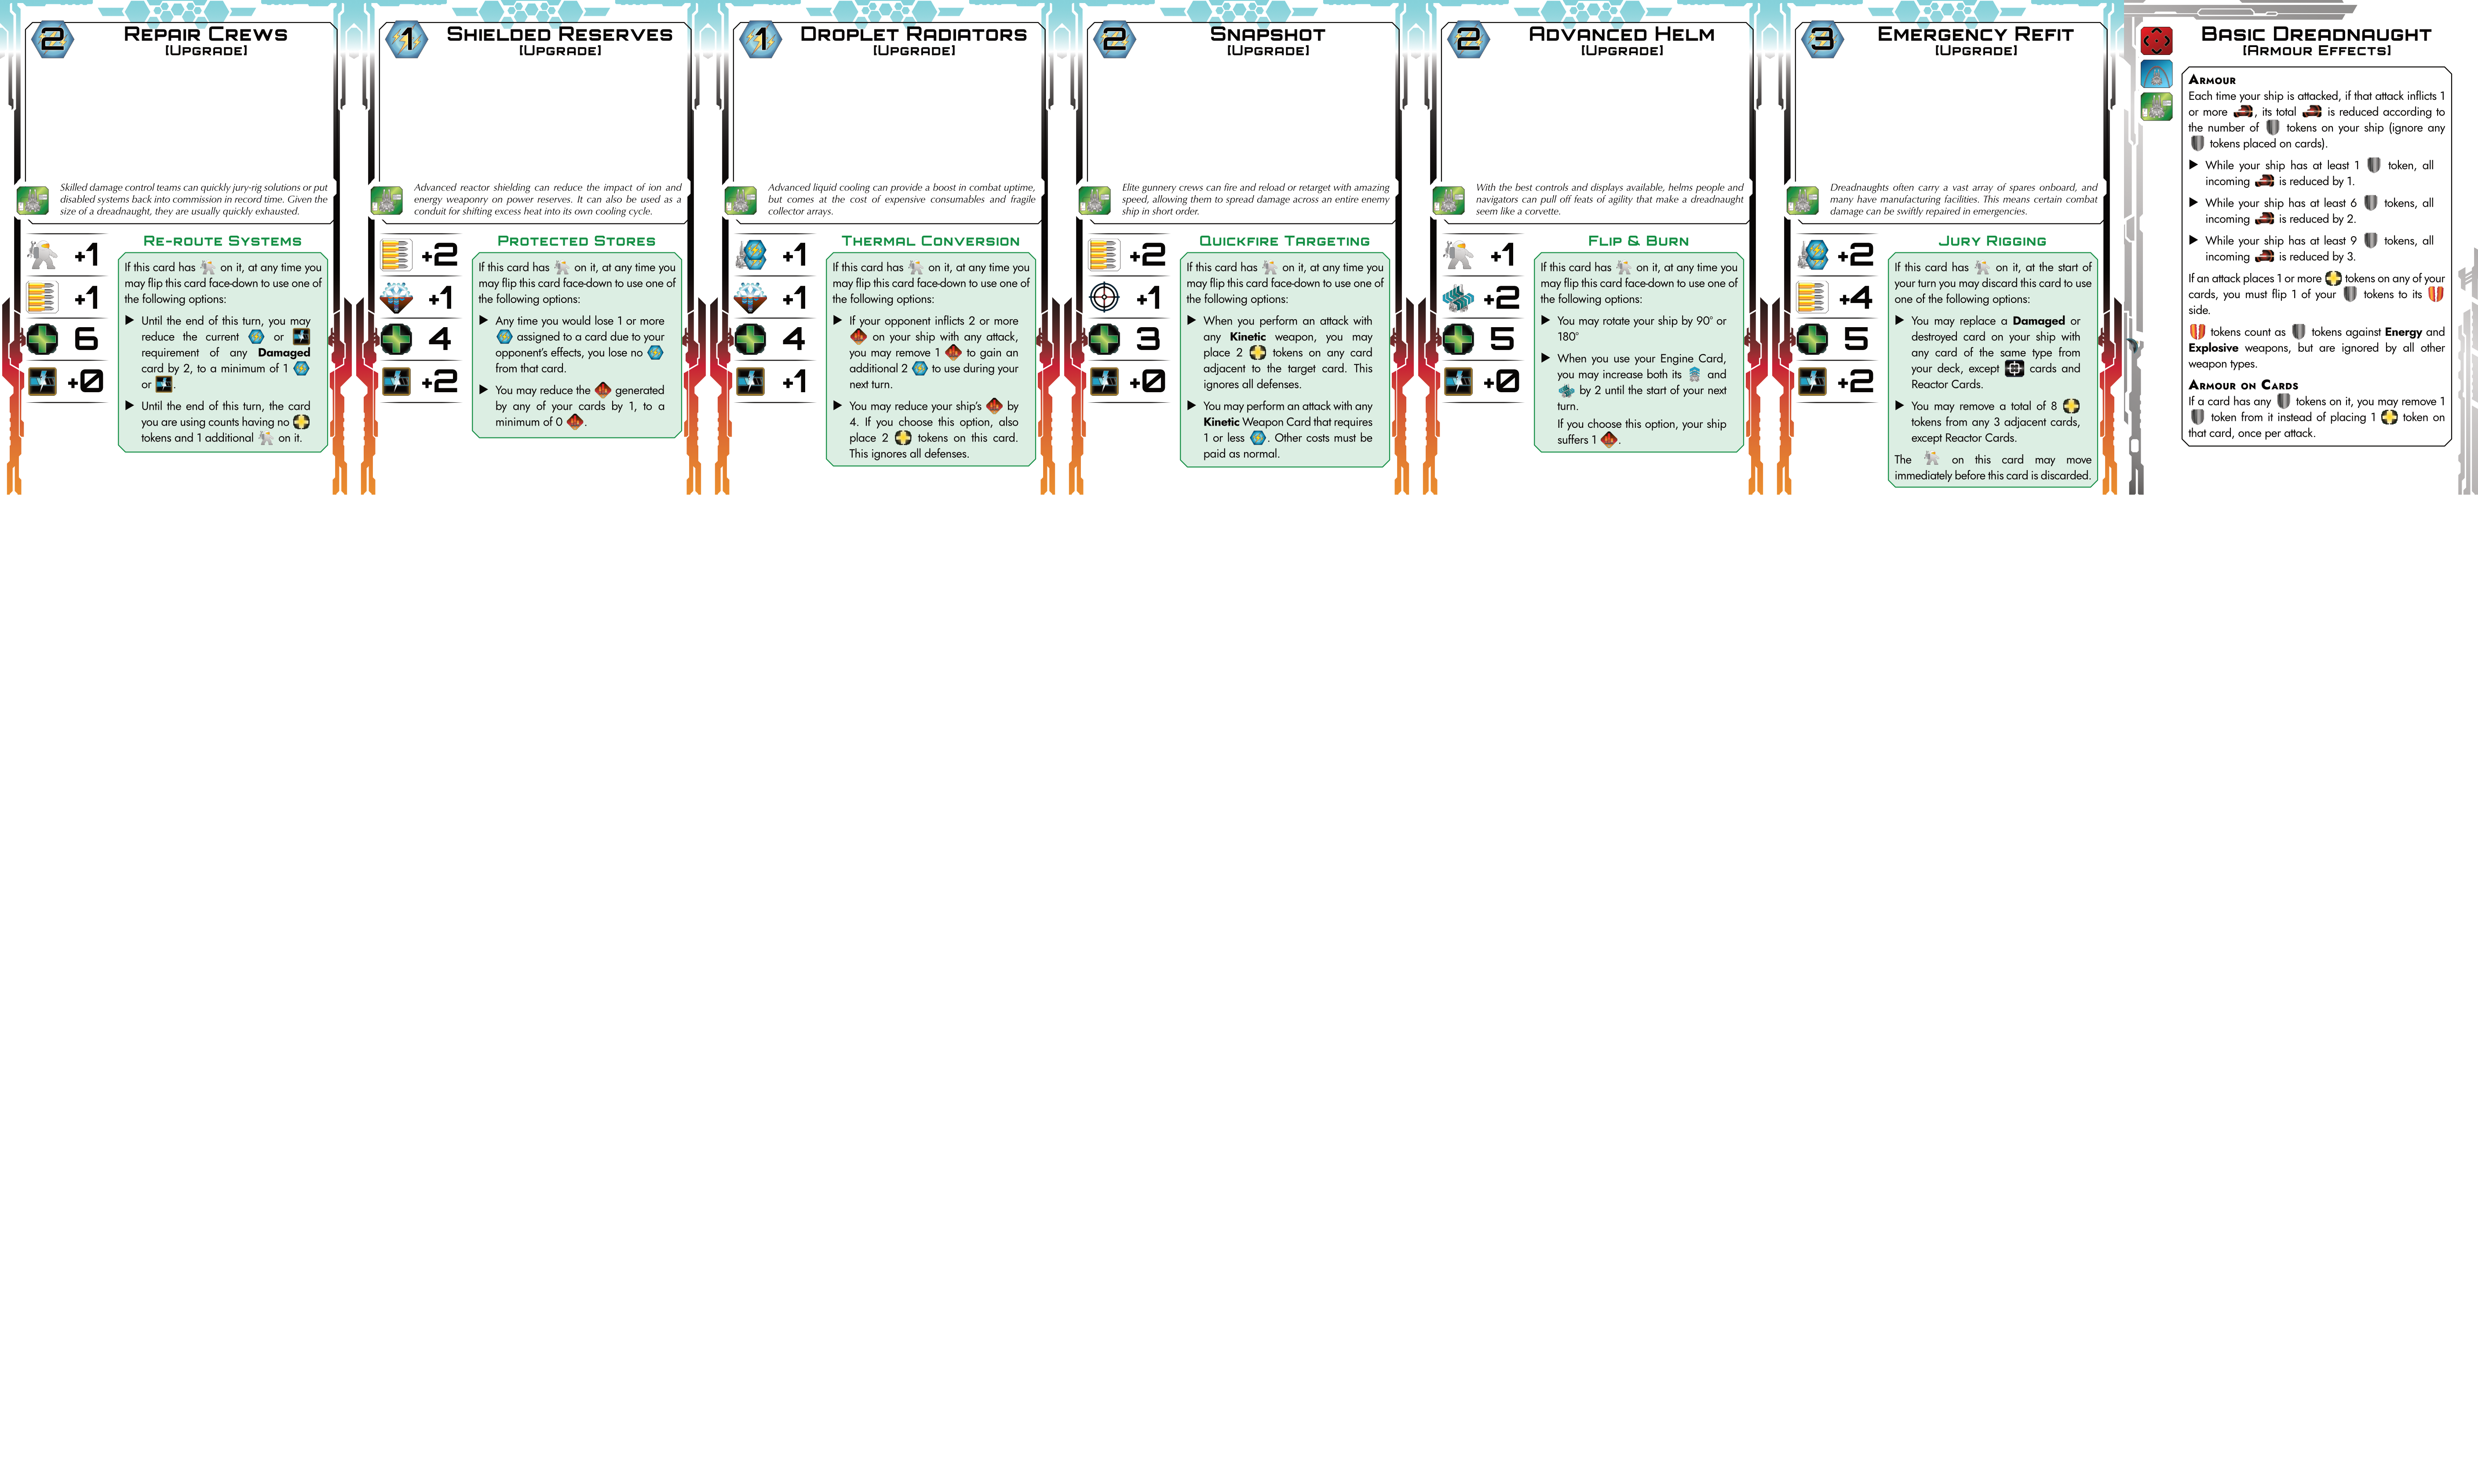 2
REPAIR CREWS
[UPGRADE]
Skilled damage control teams can quickly jury-rig solutions or put
disabled systems back into commission in record time. Given the
size of a dreadnaught, they are usually quickly exhausted.
+1
+1
6
+0
RE-ROUTE SYSTEMS
If this card has on it, at any time you
may flip this card face-down to use one of
the following options:
Until the end of this turn, you may
reduce the current or
requirement of any Damaged
card by 2, to a minimum of 1
or .
Until the end of this turn, the card
you are using counts having no
tokens and 1 additional on it.
1
SHIELDED RESERVES
[UPGRADE]
Advanced reactor shielding can reduce the impact of ion and
energy weaponry on power reserves. It can also be used as a
conduit for shifting excess heat into its own cooling cycle.
+2
+1
4
+2
PROTECTED STORES
If this card has on it, at any time you
may flip this card face-down to use one of
the following options:
Any time you would lose 1 or more
assigned to a card due to your
opponent's effects, you lose no
from that card.
You may reduce the generated
by any of your cards by 1, to a
minimum of 0 .
1
DROPLET RADIATORS
[UPGRADE]
Advanced liquid cooling can provide a boost in combat uptime,
but comes at the cost of expensive consumables and fragile
collector arrays.
+1
+1
4
+1
THERMAL CONVERSION
If this card has on it, at any time you
may flip this card face-down to use one of
the following options:
If your opponent inflicts 2 or more
on your ship with any attack,
you may remove 1 to gain an
additional 2 to use during your
next turn.
You may reduce your ship's by
4. If you choose this option, also
place 2 tokens on this card.
This ignores all defenses.
2
SNAPSHOT
[UPGRADE]
Elite gunnery crews can fire and reload or retarget with amazing
speed, allowing them to spread damage across an entire enemy
ship in short order.
+2
+1
3
+0
QUICKFIRE TARGETING
If this card has on it, at any time you
may flip this card face-down to use one of
the following options:
When you perform an attack with
any Kinetic weapon, you may
place 2 tokens on any card
adjacent to the target card. This
ignores all defenses.
You may perform an attack with any
Kinetic Weapon Card that requires
1 or less . Other costs must be
paid as normal.
2
ADVANCED HELM
[UPGRADE]
With the best controls and displays available, helms people and
navigators can pull off feats of agility that make a dreadnaught
seem like a corvette.
+1
+2
5
+0
FLIP & BURN
If this card has on it, at any time you
may flip this card face-down to use one of
the following options:
You may rotate your ship by 90° or
180°
When you use your Engine Card,
you may increase both its and
by 2 until the start of your next
turn.
If you choose this option, your ship
suffers 1 .
3
EMERGENCY REFIT
[UPGRADE]
Dreadnaughts often carry a vast array of spares onboard, and
many have manufacturing facilities. This means certain combat
damage can be swiftly repaired in emergencies.
+2
+4
5
+2
JURY RIGGING
If this card has on it, at the start of
your turn you may discard this card to use
one of the following options:
You may replace a Damaged or
destroyed card on your ship with
any card of the same type from
your deck, except cards and
Reactor Cards.
You may remove a total of 8
tokens from any 3 adjacent cards,
except Reactor Cards.
The on this card may move
immediately before this card is discarded.
BASIC DREADNAUGHT
[ARMOUR EFFECTS]
ARMOUR
Each time your ship is attacked, if that attack inflicts 1
or more , its total is reduced according to
the number of tokens on your ship (ignore any
tokens placed on cards).
While your ship has at least 1 token, all
incoming is reduced by 1.
While your ship has at least 6 tokens, all
incoming is reduced by 2.
While your ship has at least 9 tokens, all
incoming is reduced by 3.
If an attack places 1 or more tokens on any of your
cards, you must flip 1 of your tokens to its
side.
tokens count as tokens against Energy and
Explosive weapons, but are ignored by all other
weapon types.
ARMOUR ON CARDS
If a card has any tokens on it, you may remove 1
token from it instead of placing 1 token on
that card, once per attack.